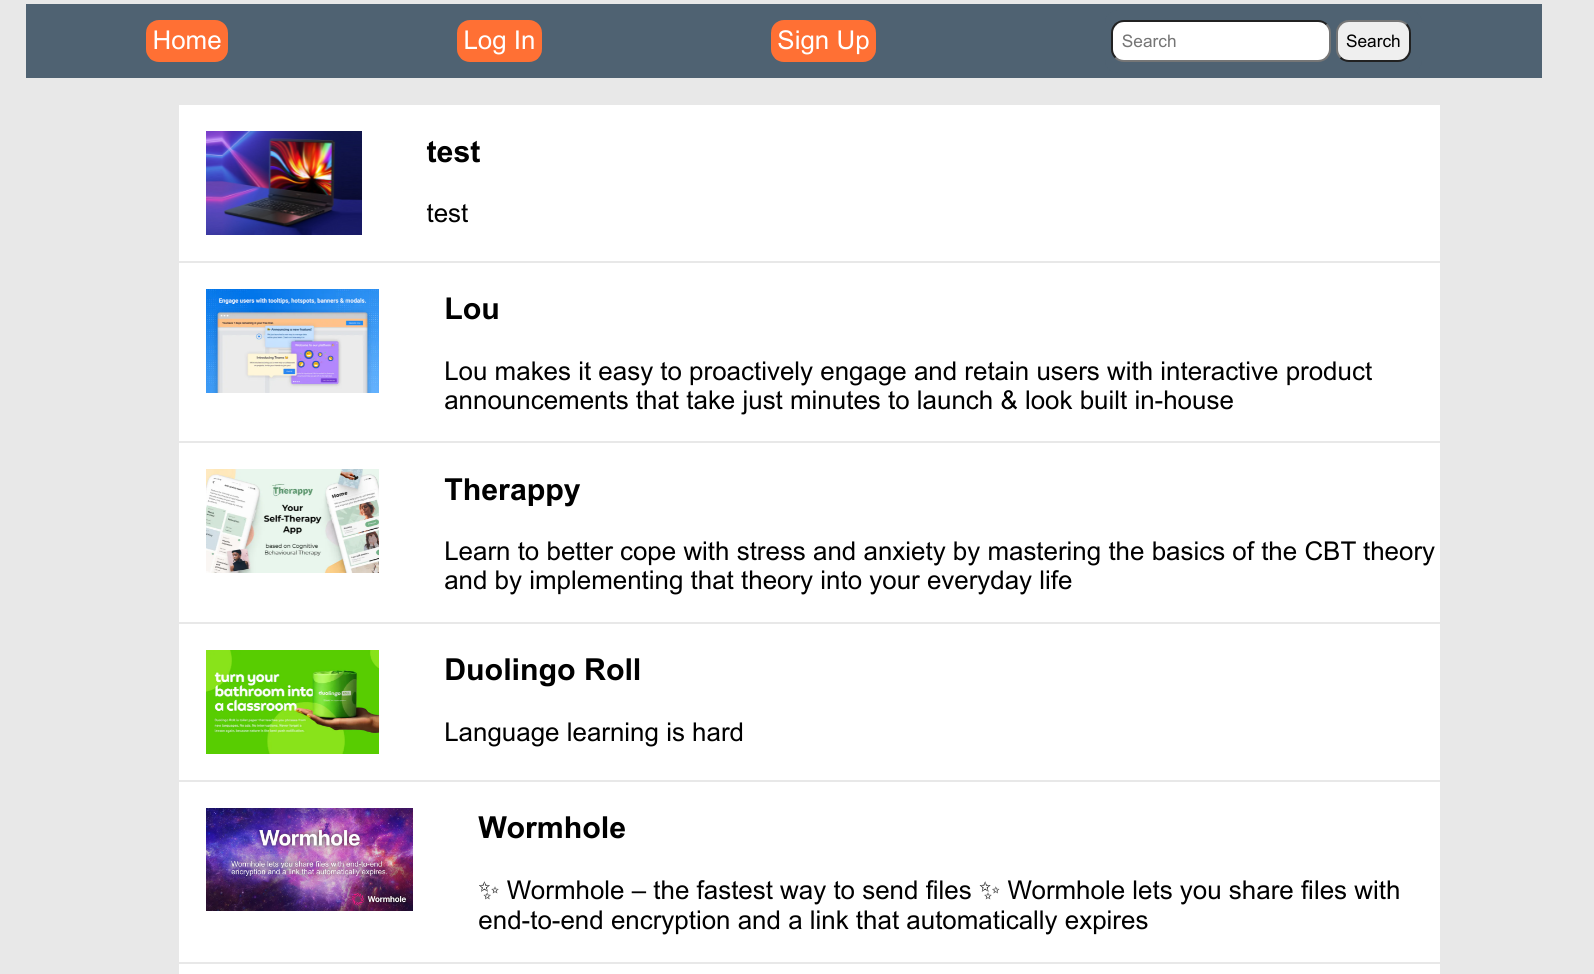 Home
Log In
Sign Up
Search
Search
test
test
Engage users with tooltips, hotspots, banners & modals.
Lou
Lou makes it easy to proactively engage and retain users with interactive product
announcements that take just minutes to launch & look built in-house
Therappy
Your
Self-Therapy
App
based on Cognitive
Behavioural Therapy
Home
Therappy
Learn to better cope with stress and anxiety by mastering the basics of the CBT theory
and by implementing that theory into your everyday life
turn your
bathroom into
a classroom
Duolingo Roll
Language learning is hard
Wormhole
Wormhole lets you share files with end-to-end
encryption and a link that automatically expires.
Wormhole
Wormhole
✨ Wormhole – the fastest way to send files ✨ Wormhole lets you share files with
end-to-end encryption and a link that automatically expires